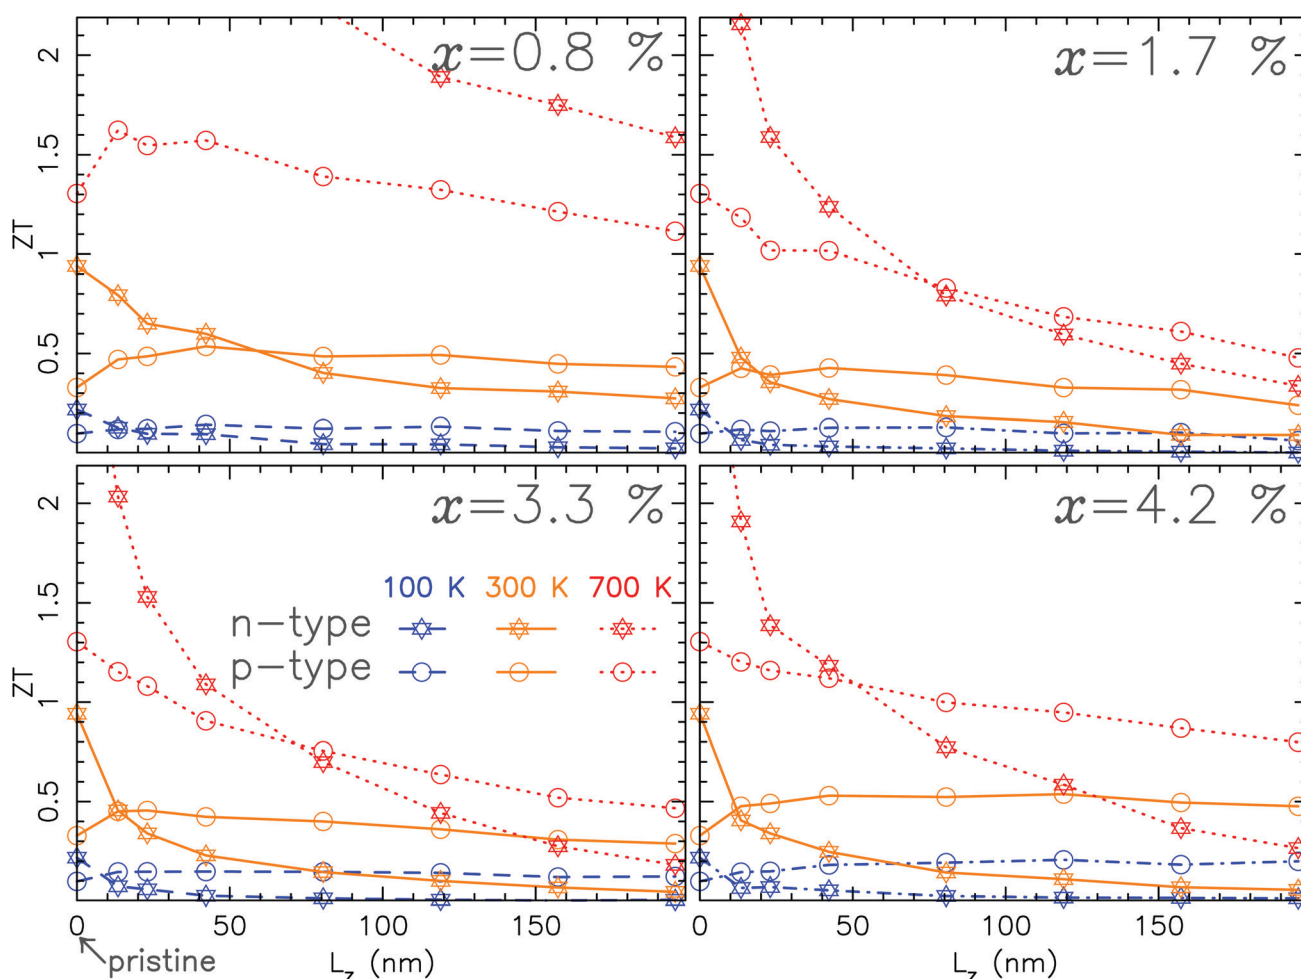 x=0.8 %
x=1.7 %
2
1.5
1
0.5
ZT
x=3.3 %
x=4.2 %
2
1.5
1
0.5
ZT
100 K 300 K 700 K
n-type
p-type
0 50 100 150
0 50 100 150
pristine
L_z (nm)
L_z (nm)